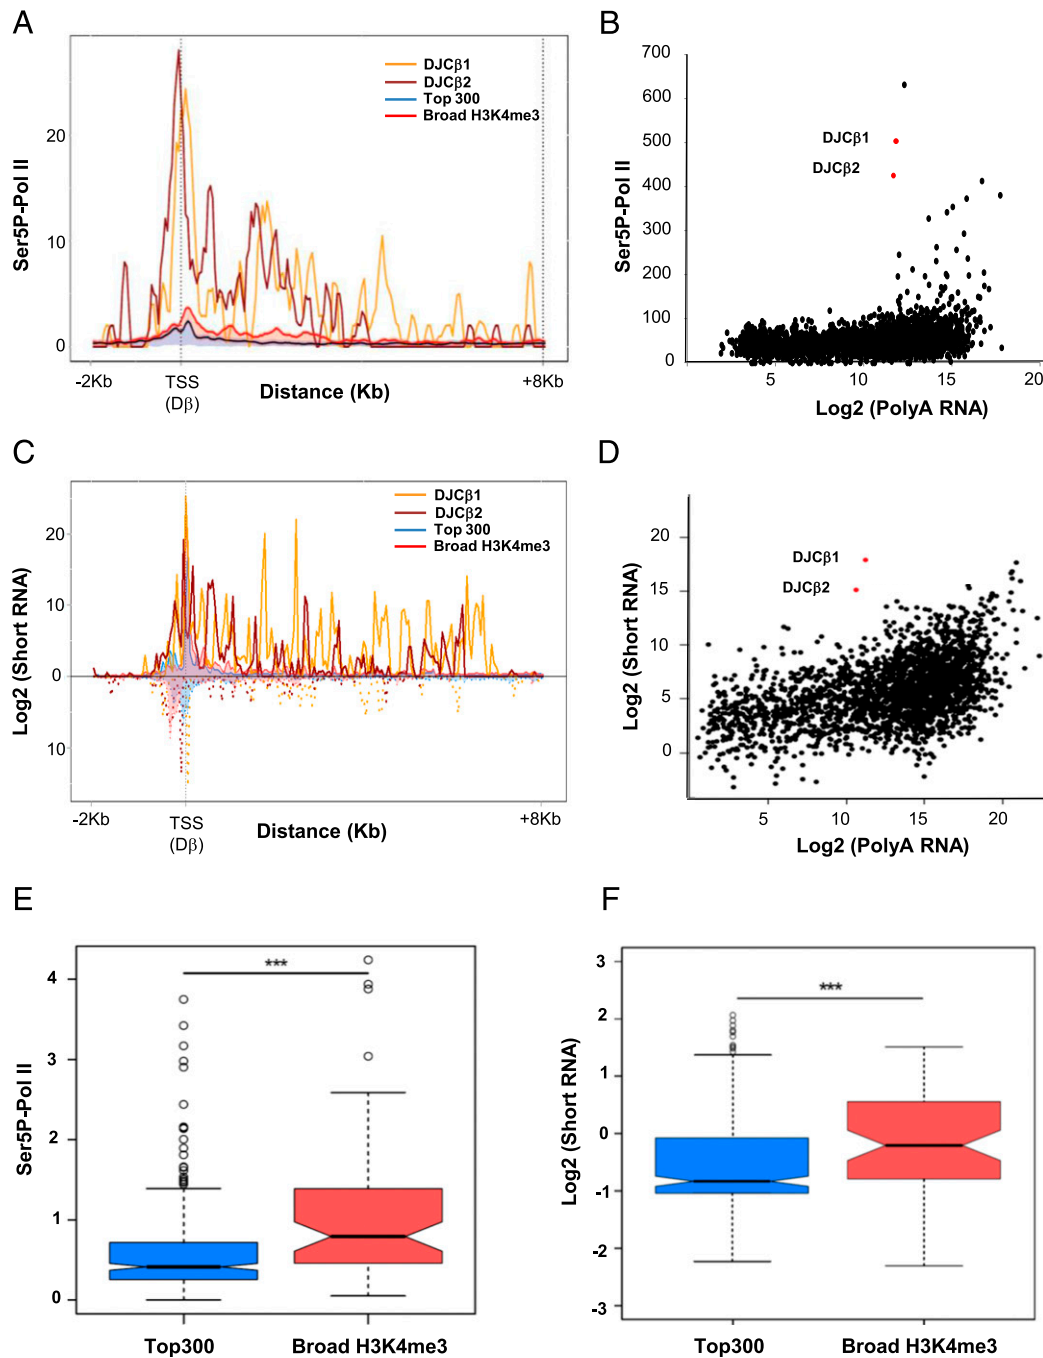 A
Ser5P-Pol II
20
10
0
DJCβ1
DJCβ2
Top 300
Broad H3K4me3
-2Kb
TSS
(Dβ)
Distance (Kb)
+8Kb
B
Ser5P-Pol II
700
600
500
400
300
200
100
0
DJCβ1
DJCβ2
5
10
15
20
Log2 (PolyA RNA)
C
Log2 (Short RNA)
20
10
0
10
DJCβ1
DJCβ2
Top 300
Broad H3K4me3
-2Kb
TSS
(Dβ)
Distance (Kb)
+8Kb
D
Log2 (Short RNA)
20
15
10
5
0
DJCβ1
DJCβ2
5
10
15
20
Log2 (PolyA RNA)
E
Ser5P-Pol II
4
3
2
1
0
***
Top300
Broad H3K4me3
F
Log2 (Short RNA)
3
2
1
0
-1
-2
-3
***
Top300
Broad H3K4me3